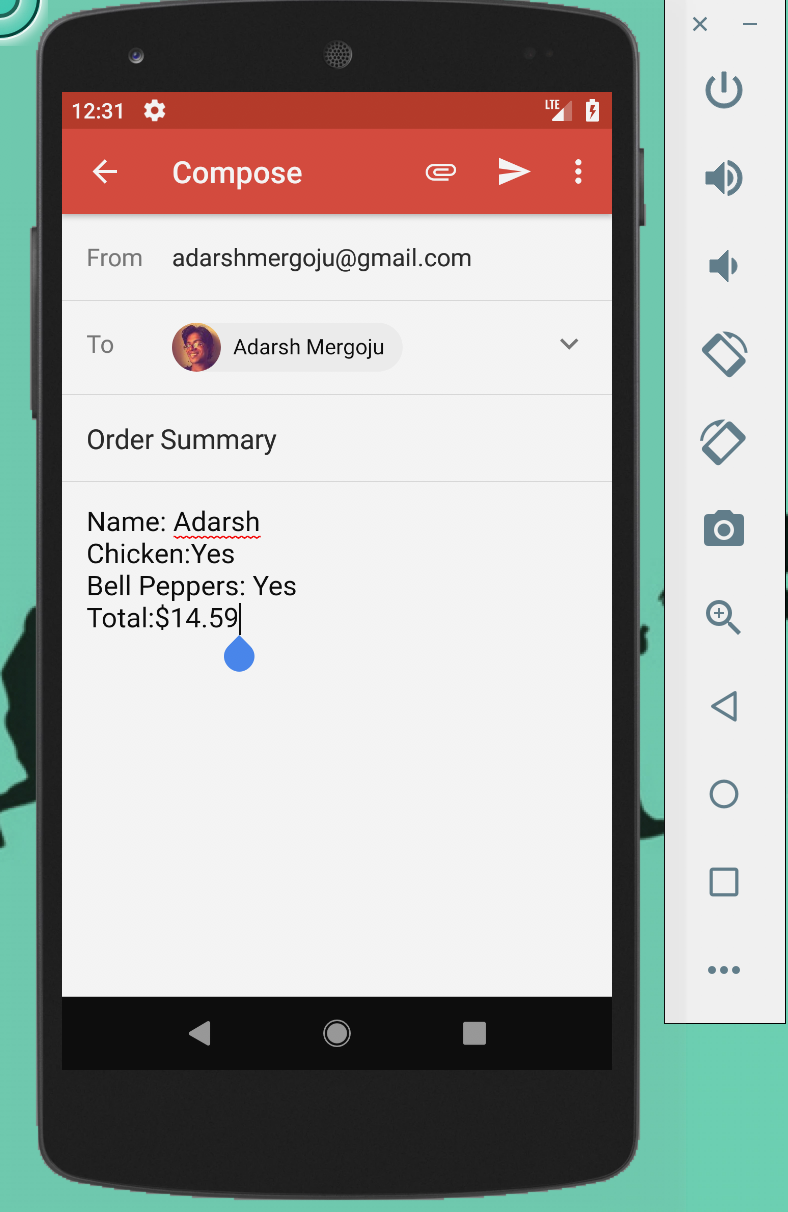 12:31 LTE
Compose
From adarshmergoju@gmail.com
To Adarsh Mergoju
Order Summary
Name: Adarsh
Chicken:Yes
Bell Peppers: Yes
Total:$14.59